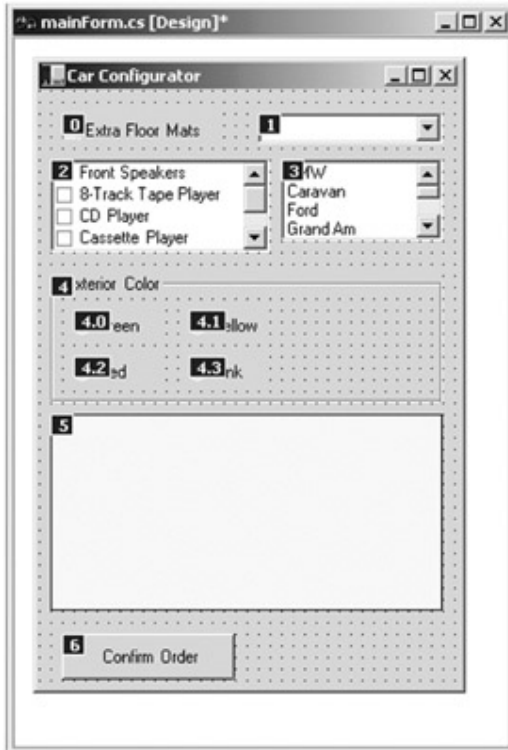 mainForm.cs [Design]*
Car Configurator
0 Extra Floor Mats 1
2 Front Speakers
8-Track Tape Player
CD Player
Cassette Player
3 MW
Caravan
Ford
Grand Am
4 xterior Color
4.0 een 4.1 ellow
4.2 ed 4.3 nk
5
6 Confirm Order